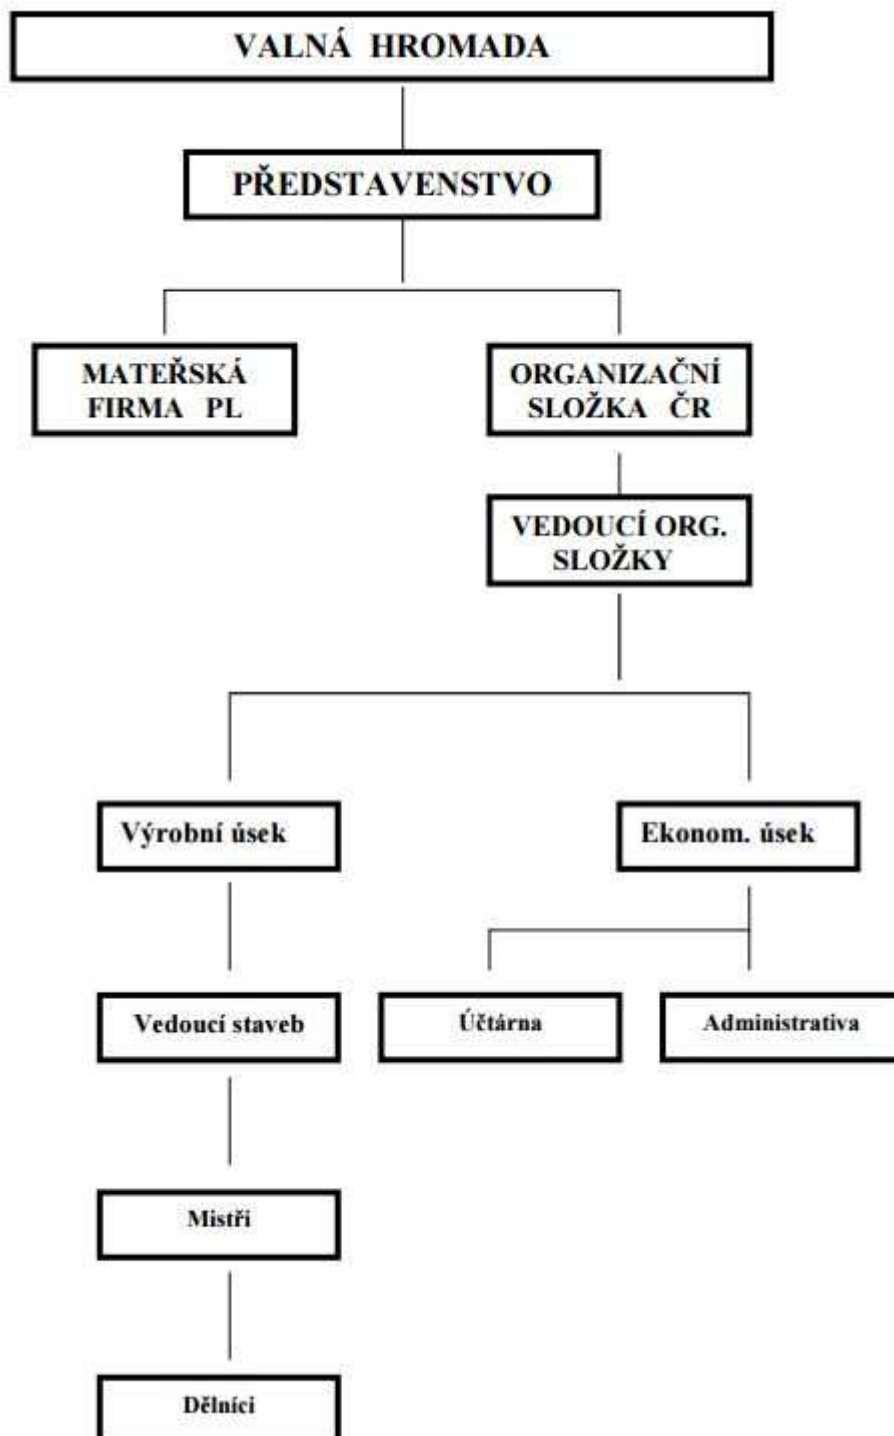 VALNÁ HROMADA
PŘEDSTAVENSTVO
MATEŘSKÁ
FIRMA PL
ORGANIZAČNÍ
SLOŽKA ČR
VEDOUCÍ ORG.
SLOŽKY
Výrobní úsek
Ekonom. úsek
Vedoucí staveb
Účtárna
Administrativa
Mistři
Dělníci